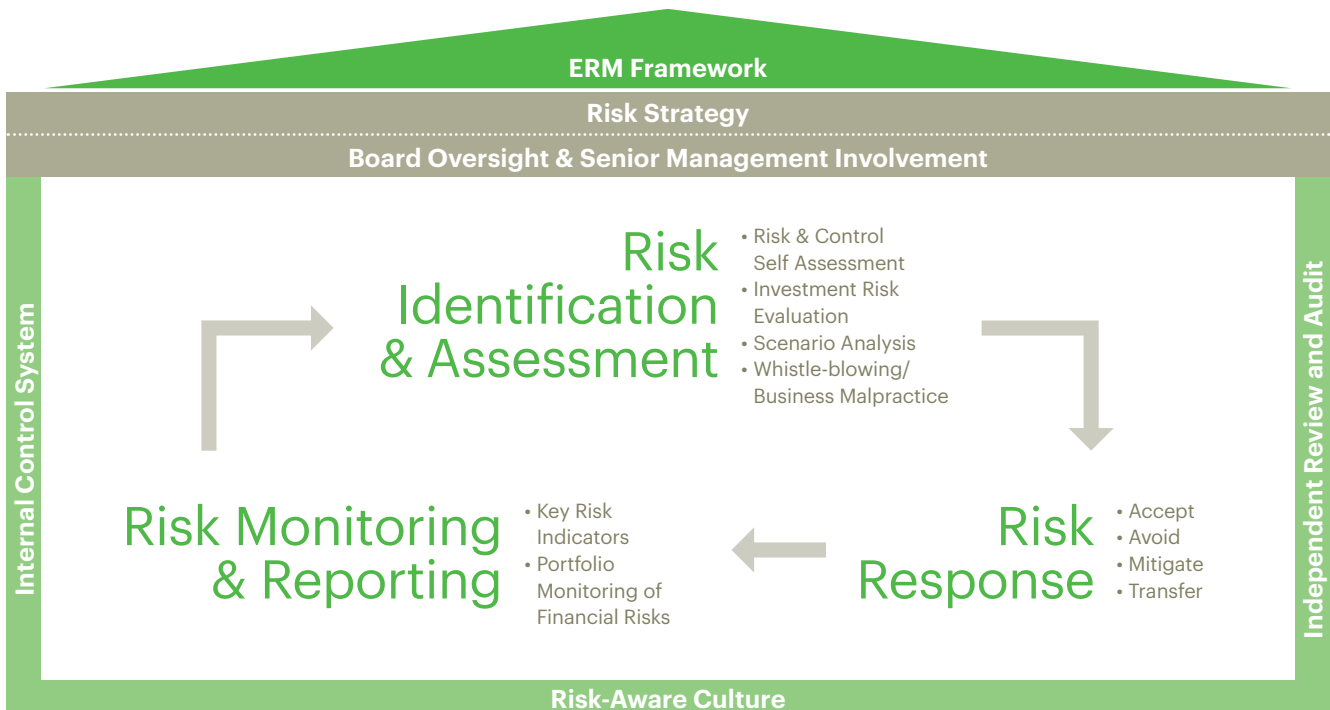 ERM Framework
Risk Strategy
Board Oversight & Senior Management Involvement
Internal Control System
Risk
Identification
& Assessment
• Risk & Control
Self Assessment
• Investment Risk
Evaluation
• Scenario Analysis
• Whistle-blowing/
Business Malpractice
Risk
Response
• Accept
• Avoid
• Mitigate
• Transfer
Risk Monitoring
& Reporting
• Key Risk
Indicators
• Portfolio
Monitoring of
Financial Risks
Independent Review and Audit
Risk-Aware Culture